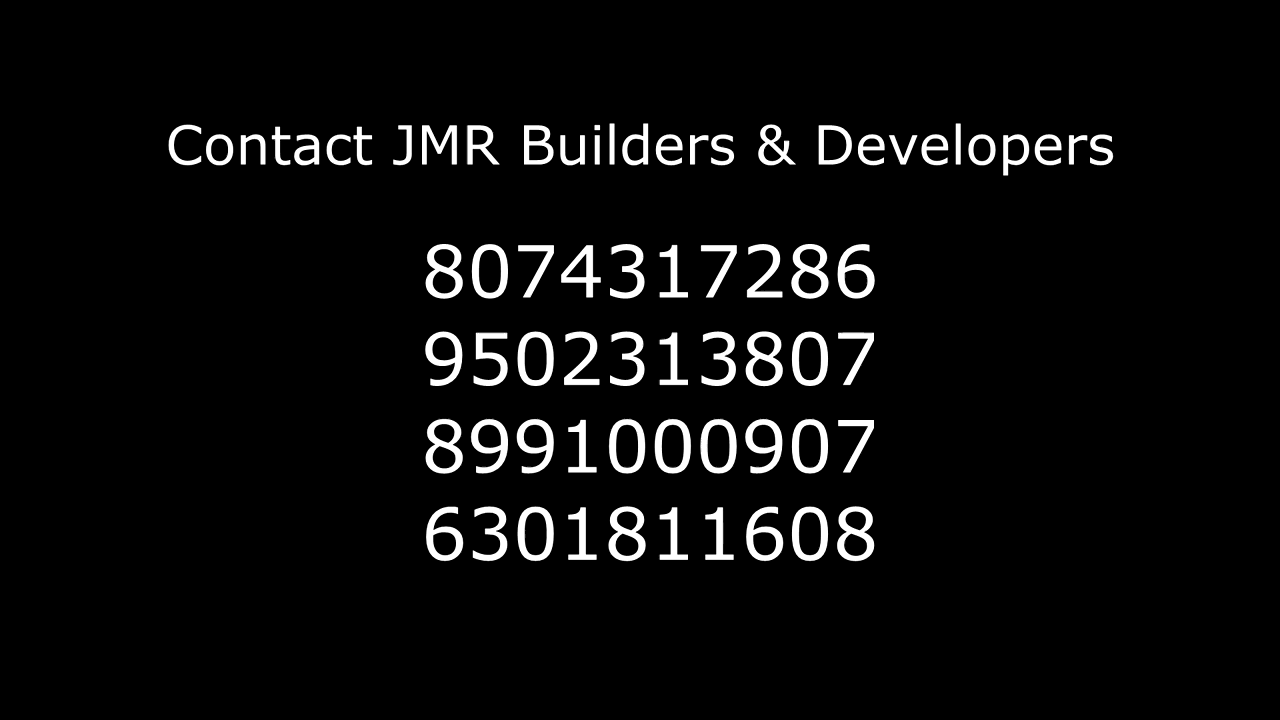 Contact JMR Builders & Developers
8074317286
9502313807
8991000907
6301811608